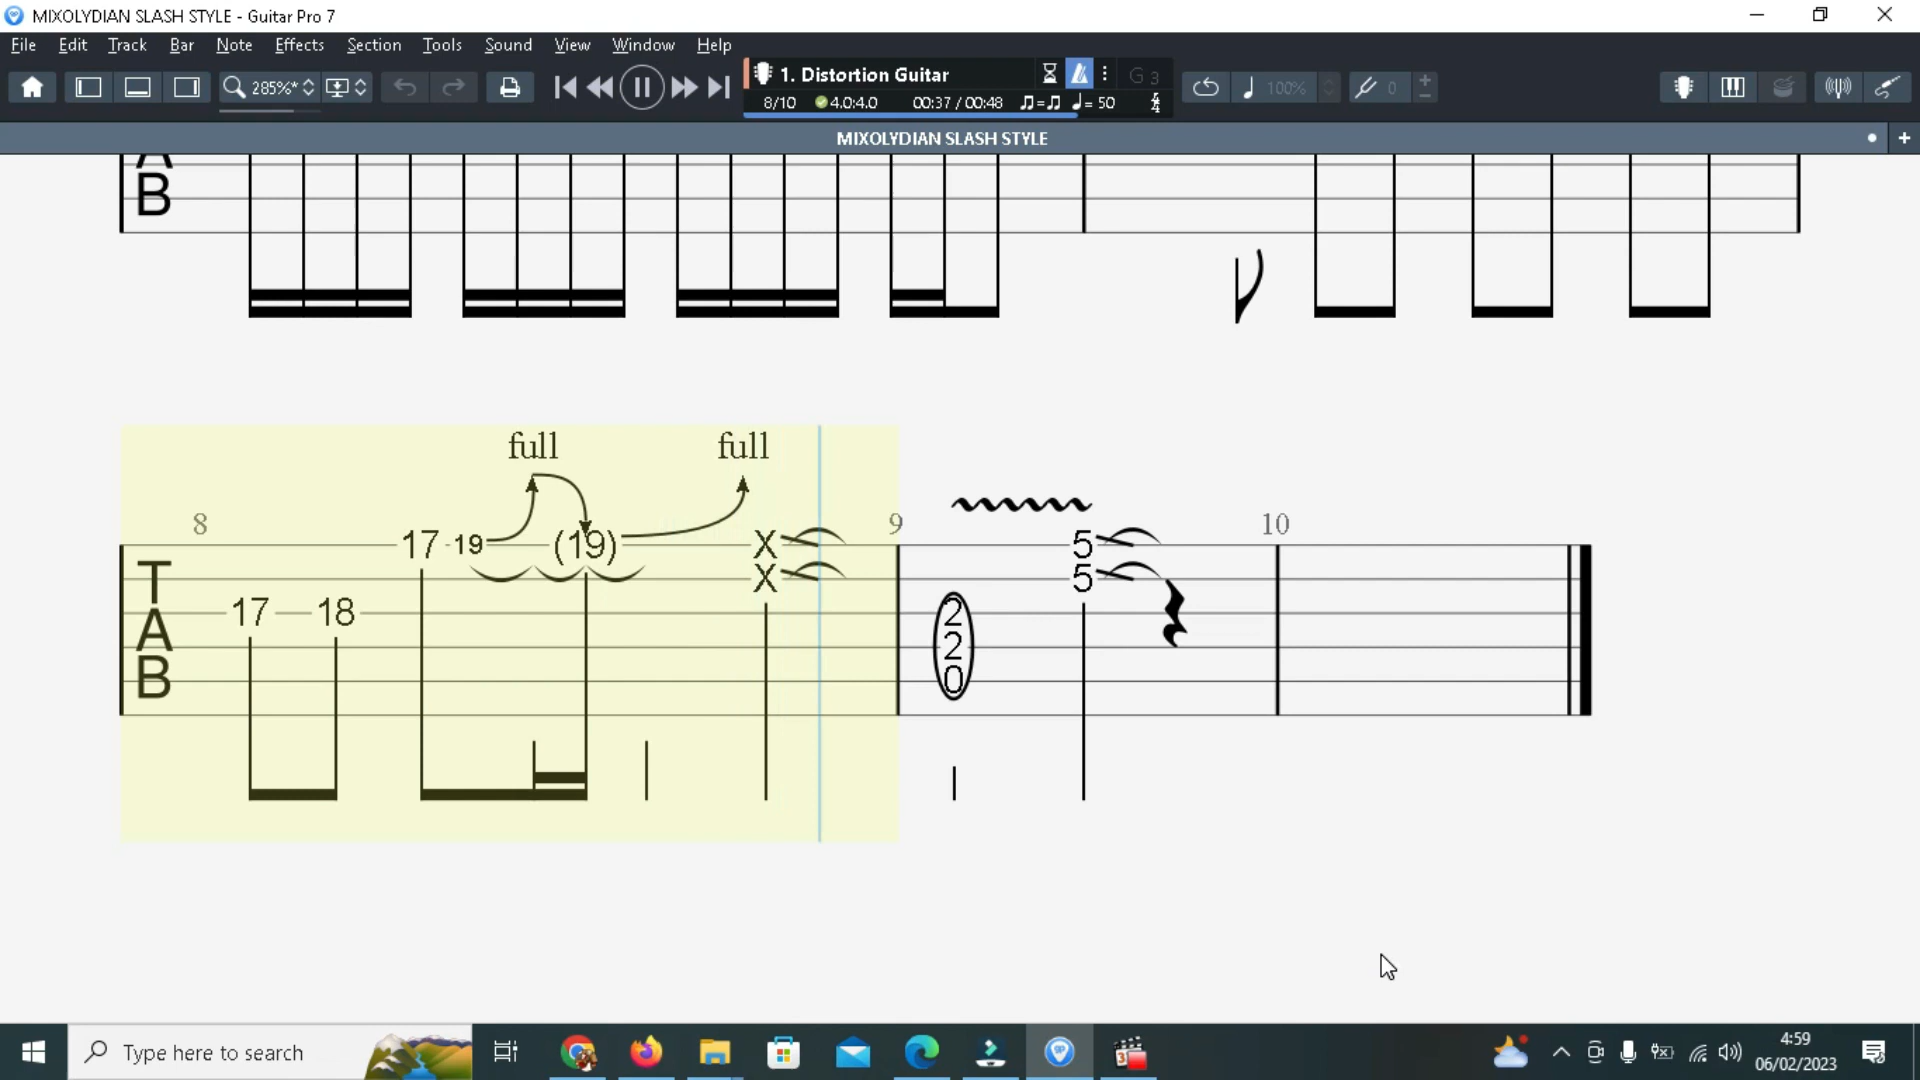 MIXOLYDIAN SLASH STYLE - Guitar Pro 7
File Edit Track Bar Note Effects Section Tools Sound View Window Help
285%* 1. Distortion Guitar G 3 100% 0
8/10 4.0:4.0 00:37 / 00:48 ♫=♫ ♩= 50 4/4
MIXOLYDIAN SLASH STYLE
A
B
full full
8 9 10
17 19 (19) X 5
T X 5
17 18 2
A 2
B 0
Type here to search
4:59
06/02/2023